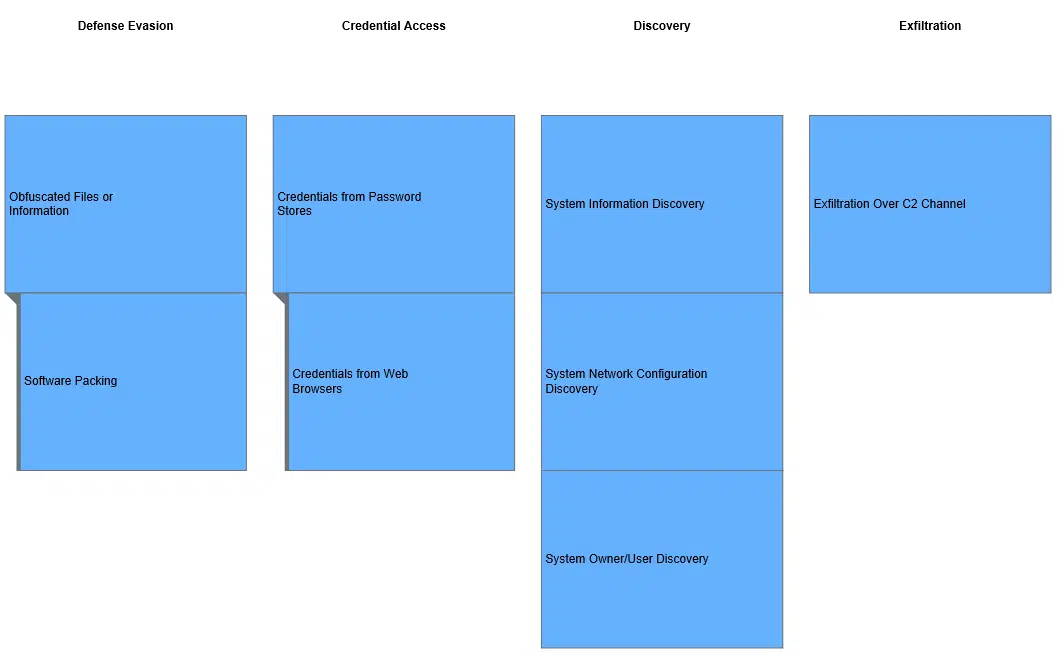 Defense Evasion
Credential Access
Discovery
Exfiltration
Obfuscated Files or
Information
Credentials from Password
Stores
System Information Discovery
Exfiltration Over C2 Channel
Software Packing
Credentials from Web
Browsers
System Network Configuration
Discovery
System Owner/User Discovery